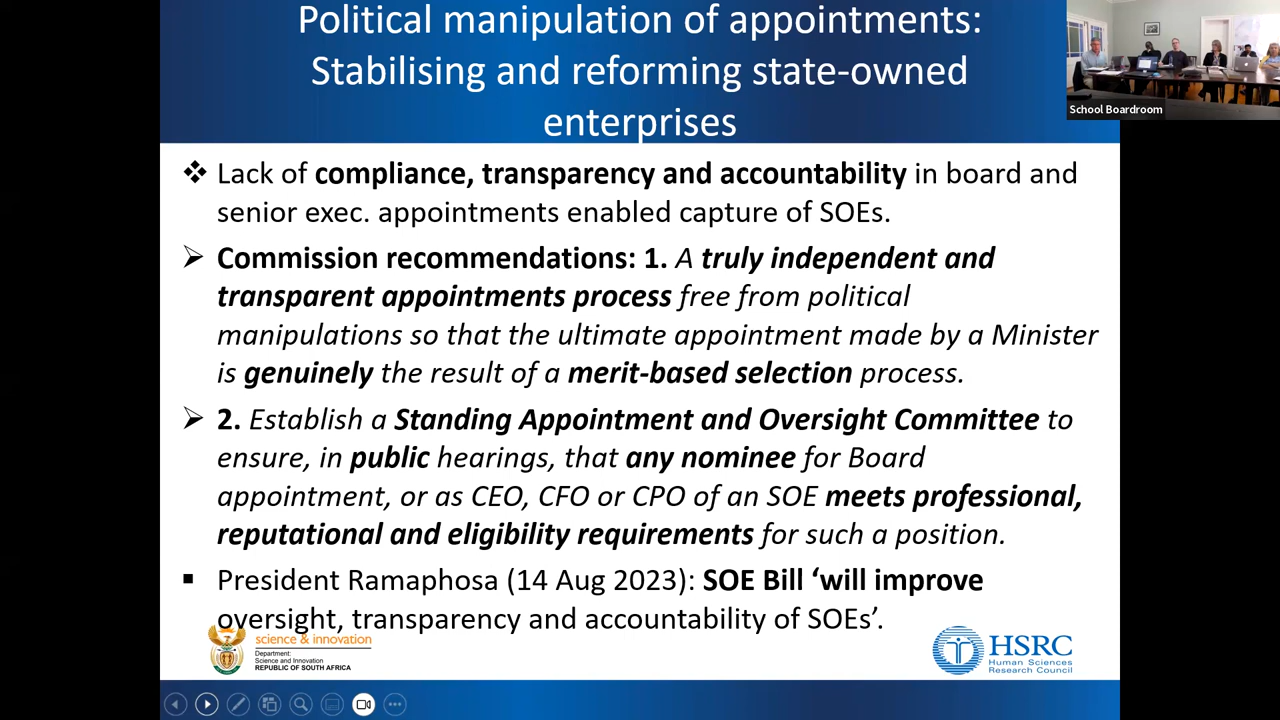 Political manipulation of appointments:
Stabilising and reforming state-owned
enterprises
School Boardroom
❖ Lack of compliance, transparency and accountability in board and
senior exec. appointments enabled capture of SOEs.
➢ Commission recommendations: 1. A truly independent and
transparent appointments process free from political
manipulations so that the ultimate appointment made by a Minister
is genuinely the result of a merit-based selection process.
➢ 2. Establish a Standing Appointment and Oversight Committee to
ensure, in public hearings, that any nominee for Board
appointment, or as CEO, CFO or CPO of an SOE meets professional,
reputational and eligibility requirements for such a position.
▪ President Ramaphosa (14 Aug 2023): SOE Bill ‘will improve
oversight, transparency and accountability of SOEs’.
science & innovation
Department:
Science and Innovation
REPUBLIC OF SOUTH AFRICA
HSRC
Human Sciences
Research Council